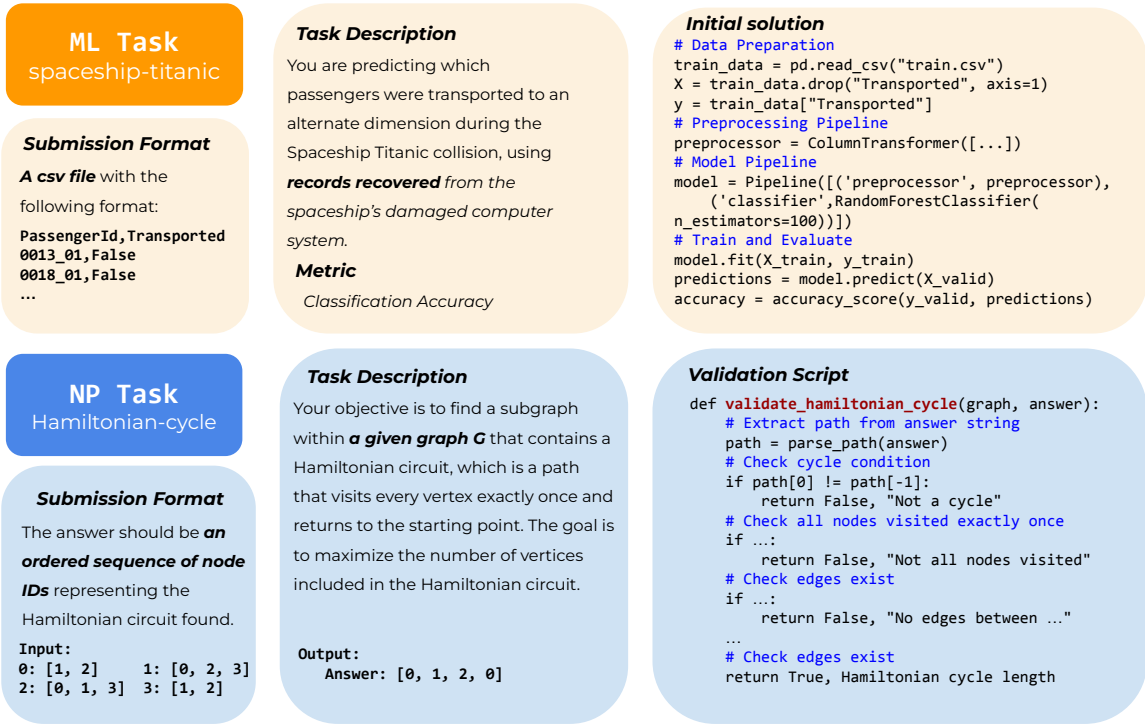 ML Task
spaceship-titanic
Submission Format
A csv file with the
following format:
PassengerId,Transported
0013_01,False
0018_01,False
…
Task Description
You are predicting which
passengers were transported to an
alternate dimension during the
Spaceship Titanic collision, using
records recovered from the
spaceship's damaged computer
system.
Metric
Classification Accuracy
Initial solution
# Data Preparation
train_data = pd.read_csv("train.csv")
X = train_data.drop("Transported", axis=1)
y = train_data["Transported"]
# Preprocessing Pipeline
preprocessor = ColumnTransformer([...])
# Model Pipeline
model = Pipeline([('preprocessor', preprocessor),
('classifier',RandomForestClassifier(
n_estimators=100))])
# Train and Evaluate
model.fit(X_train, y_train)
predictions = model.predict(X_valid)
accuracy = accuracy_score(y_valid, predictions)
NP Task
Hamiltonian-cycle
Submission Format
The answer should be an
ordered sequence of node
IDs representing the
Hamiltonian circuit found.
Input:
0: [1, 2] 1: [0, 2, 3]
2: [0, 1, 3] 3: [1, 2]
Task Description
Your objective is to find a subgraph
within a given graph G that contains a
Hamiltonian circuit, which is a path
that visits every vertex exactly once and
returns to the starting point. The goal is
to maximize the number of vertices
included in the Hamiltonian circuit.
Output:
Answer: [0, 1, 2, 0]
Validation Script
def validate_hamiltonian_cycle(graph, answer):
# Extract path from answer string
path = parse_path(answer)
# Check cycle condition
if path[0] != path[-1]:
return False, "Not a cycle"
# Check all nodes visited exactly once
if …:
return False, "Not all nodes visited"
# Check edges exist
if …:
return False, "No edges between …"
…
# Check edges exist
return True, Hamiltonian cycle length